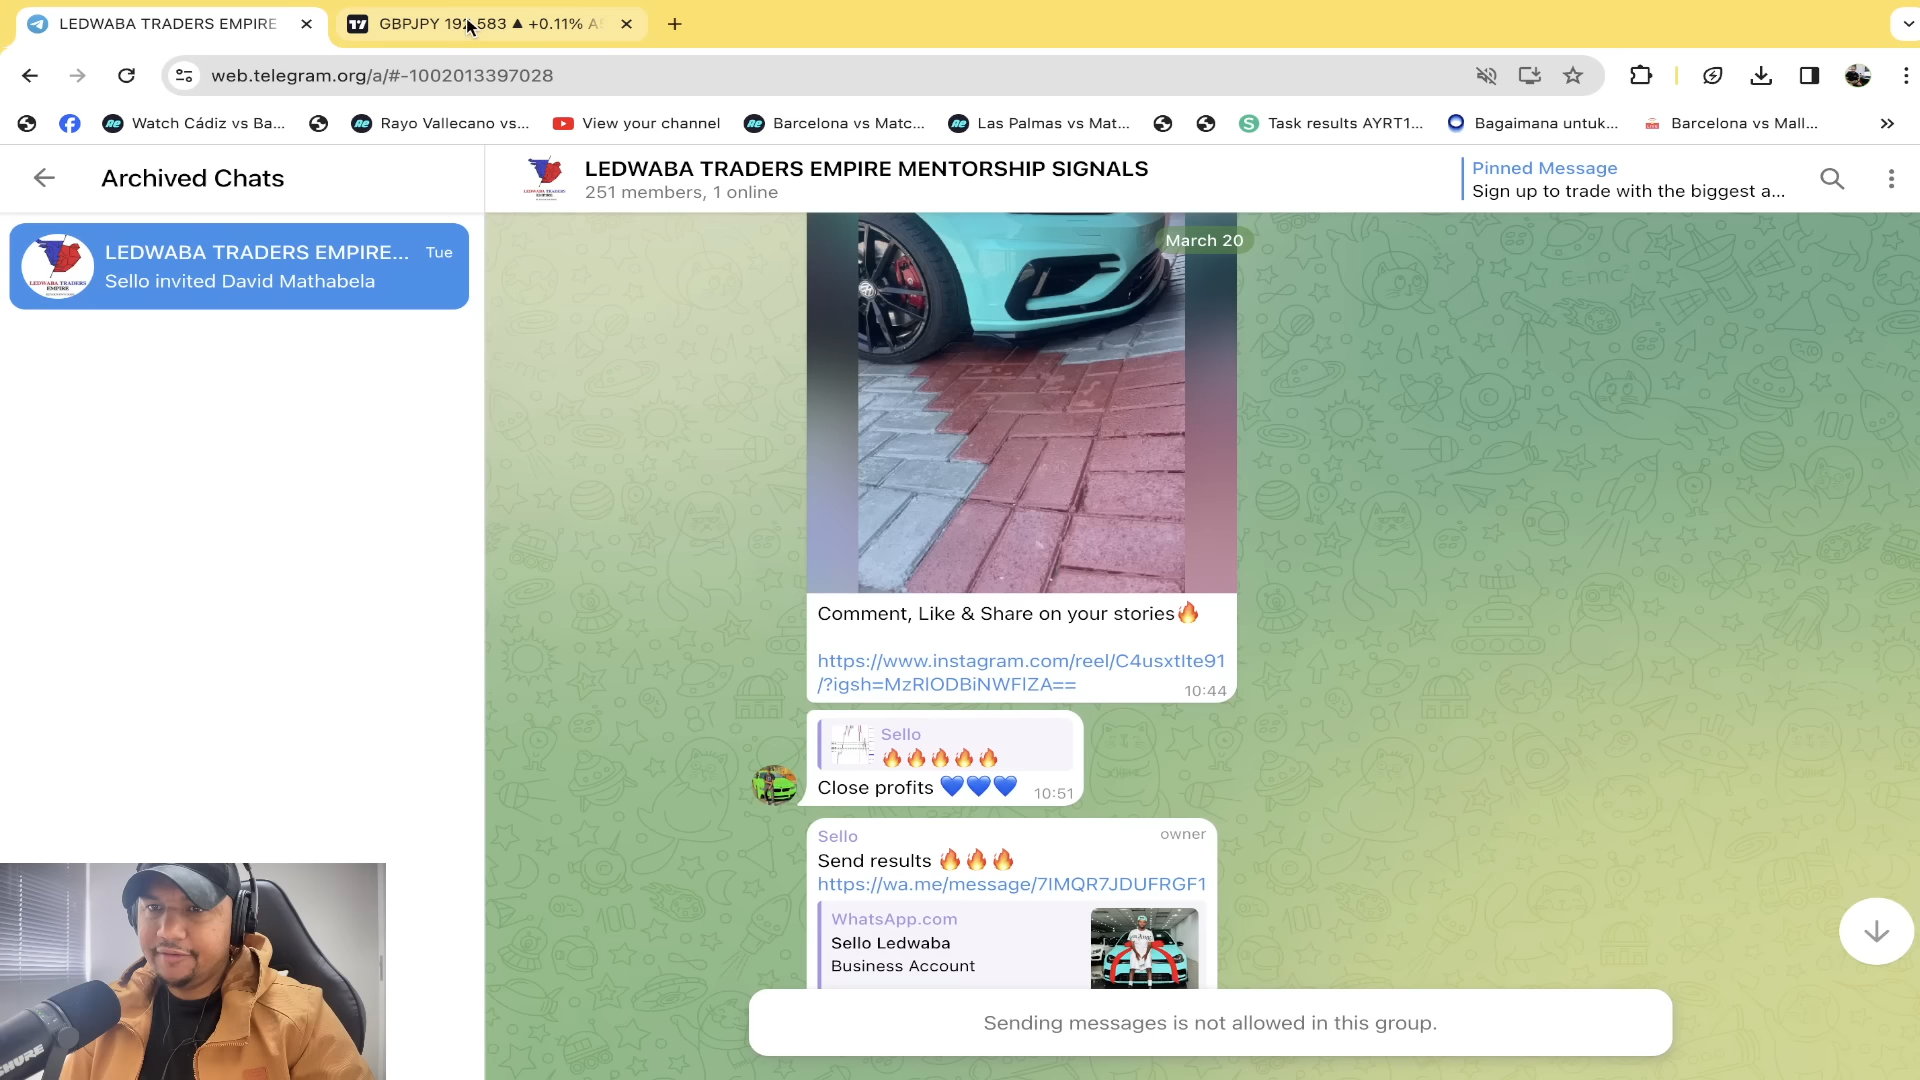 LEDWABA TRADERS EMPIRE
GBPJPY 192.583 ▲ +0.11%
web.telegram.org/a/#-1002013397028
Watch Cádiz vs Ba...
Rayo Vallecano vs...
View your channel
Barcelona vs Matc...
Las Palmas vs Mat...
Task results AYRT1...
Bagaimana untuk...
Barcelona vs Mall...
Archived Chats
LEDWABA TRADERS EMPIRE...
Tue
Sello invited David Mathabela
LEDWABA TRADERS EMPIRE MENTORSHIP SIGNALS
251 members, 1 online
Pinned Message
Sign up to trade with the biggest a...
March 20
Comment, Like & Share on your stories🔥
https://www.instagram.com/reel/C4usxtIte91
/?igsh=MzRlODBiNWFlZA==
10:44
Sello
🔥🔥🔥🔥🔥
Close profits 💙💙💙
10:51
Sello
owner
Send results 🔥🔥🔥
https://wa.me/message/7IMQR7JDUFRGF1
WhatsApp.com
Sello Ledwaba
Business Account
Sending messages is not allowed in this group.
SHURE